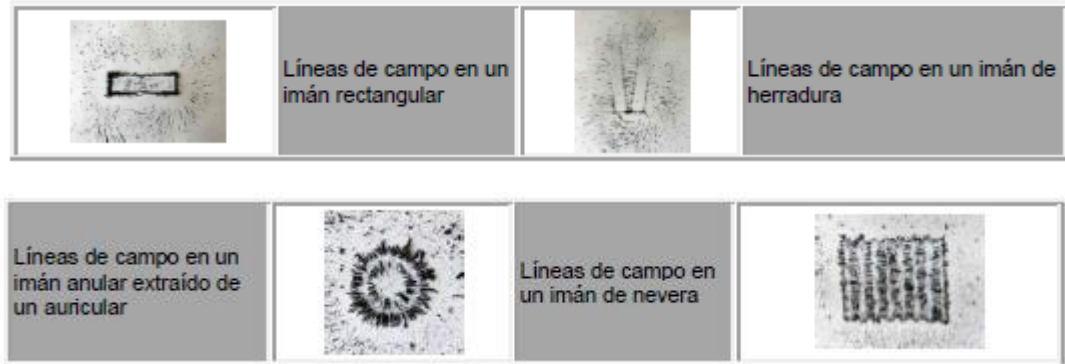 Líneas de campo en un
imán rectangular
Líneas de campo en un imán de
herradura
Líneas de campo en un
imán anular extraído de
un auricular
Líneas de campo en
un imán de nevera